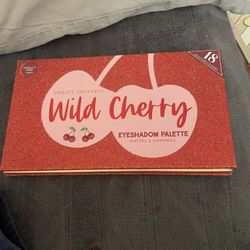 18
beauty concepts
Wild Cherry
EYESHADOW PALETTE
MATTES & SHIMMERS